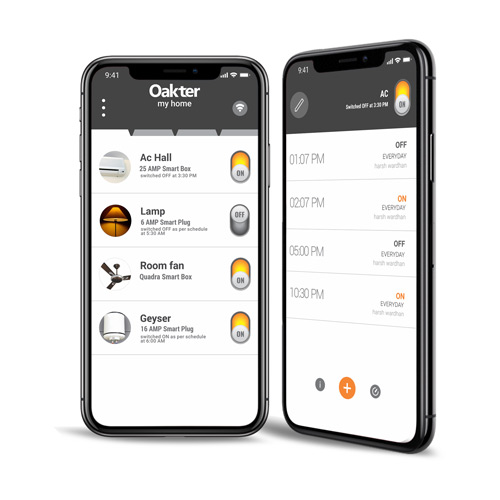 9:41
Oakter
my home
Ac Hall
25 AMP Smart Box
switched OFF at 3:30 PM
ON
Lamp
6 AMP Smart Plug
switched OFF as per schedule
at 5:30 AM
OFF
Room fan
Quadra Smart Box
ON
Geyser
16 AMP Smart Plug
switched ON as per schedule
at 6:00 AM
ON
9:41
AC
Switched OFF at 3:30 PM
ON
01:07 PM
OFF
EVERYDAY
harsh wardhan
02:07 PM
ON
EVERYDAY
harsh wardhan
05:00 PM
OFF
EVERYDAY
harsh wardhan
10:30 PM
ON
EVERYDAY
harsh wardhan